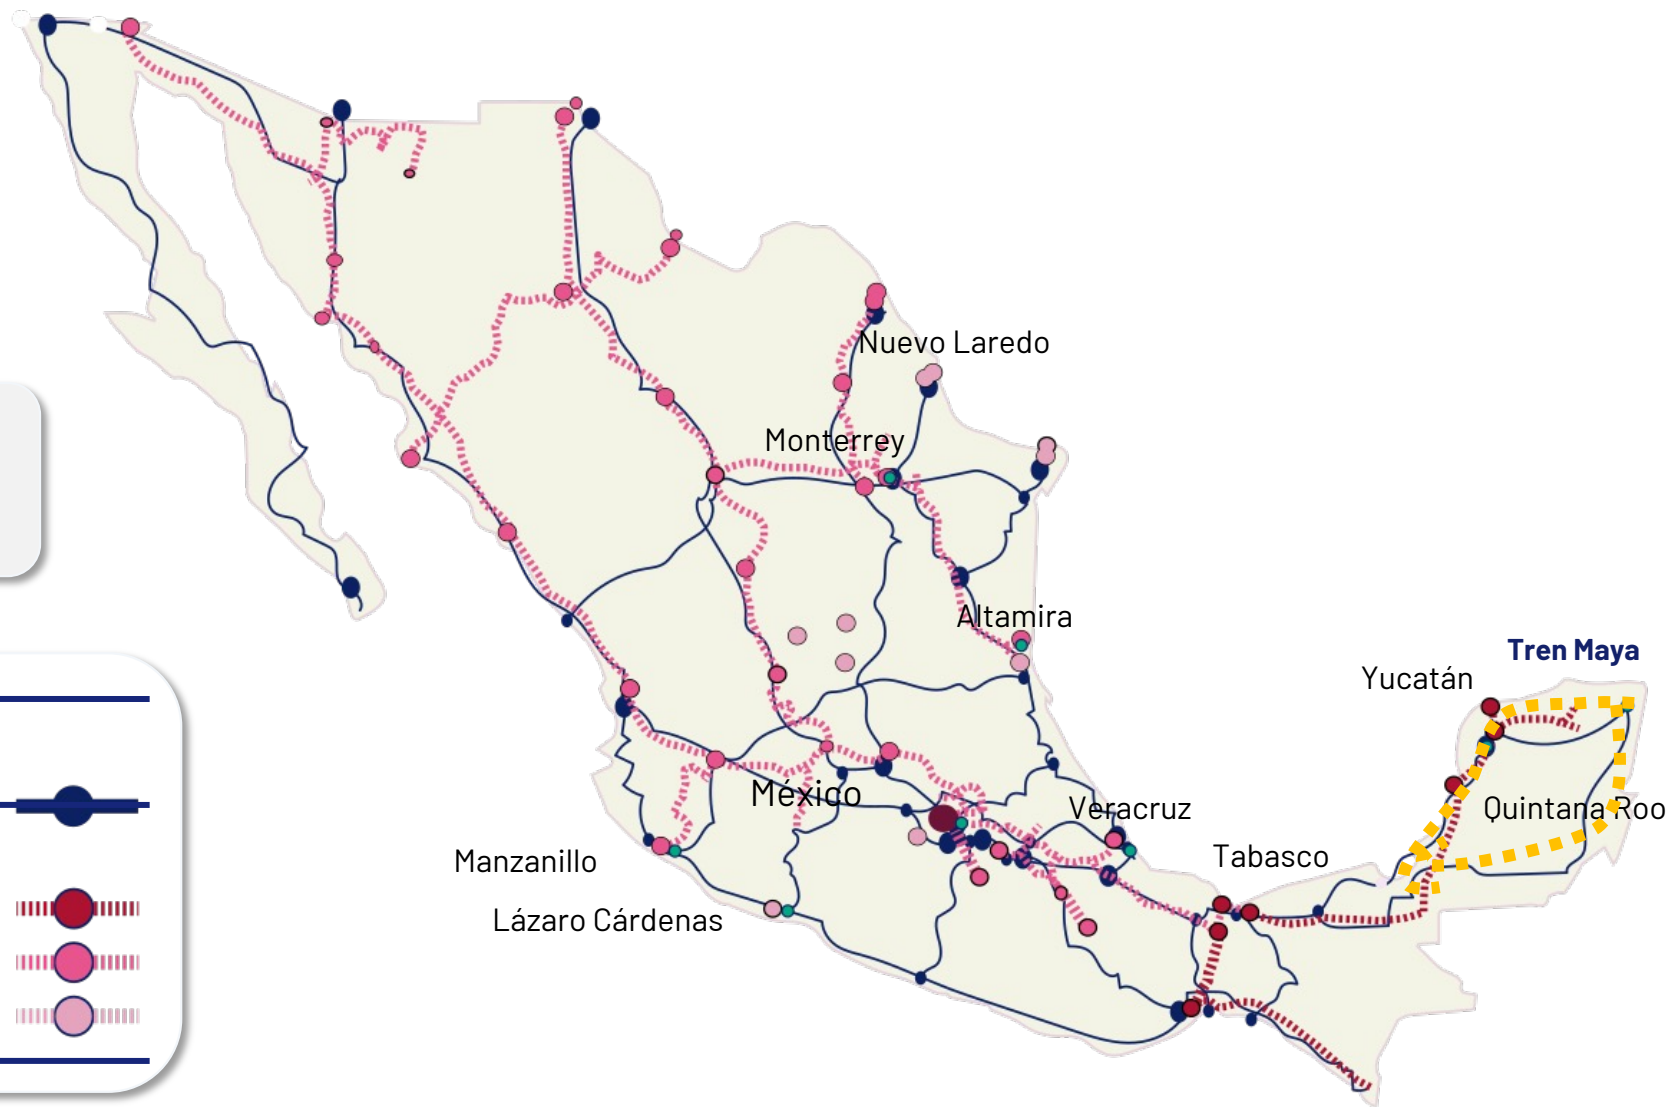 Nuevo Laredo
Monterrey
Altamira
Tren Maya
Yucatán
México
Veracruz
Quintana Roo
Manzanillo
Tabasco
Lázaro Cárdenas